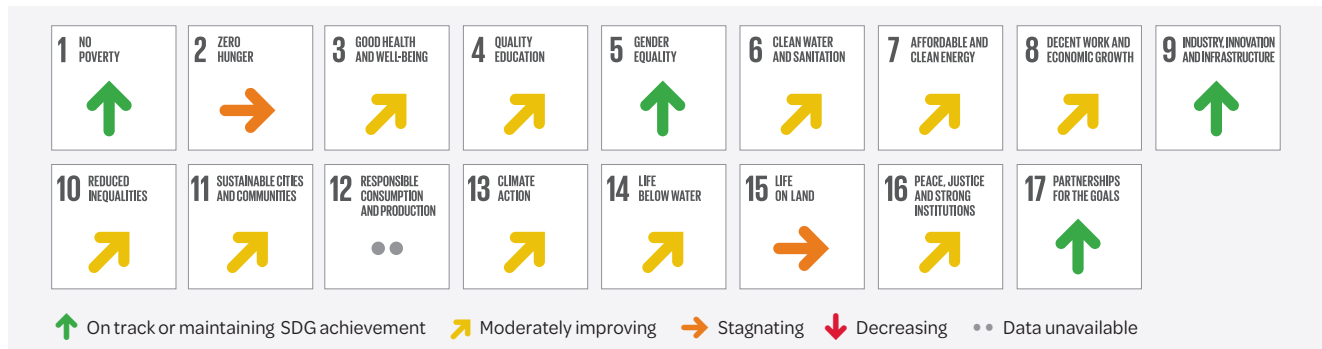 1 NO
POVERTY
2 ZERO
HUNGER
3 GOOD HEALTH
AND WELL-BEING
4 QUALITY
EDUCATION
5 GENDER
EQUALITY
6 CLEAN WATER
AND SANITATION
7 AFFORDABLE AND
CLEAN ENERGY
8 DECENT WORK AND
ECONOMIC GROWTH
9 INDUSTRY, INNOVATION
AND INFRASTRUCTURE
10 REDUCED
INEQUALITIES
11 SUSTAINABLE CITIES
AND COMMUNITIES
12 RESPONSIBLE
CONSUMPTION
AND PRODUCTION
13 CLIMATE
ACTION
14 LIFE
BELOW WATER
15 LIFE
ON LAND
16 PEACE, JUSTICE
AND STRONG
INSTITUTIONS
17 PARTNERSHIPS
FOR THE GOALS
On track or maintaining SDG achievement Moderately improving Stagnating Decreasing Data unavailable